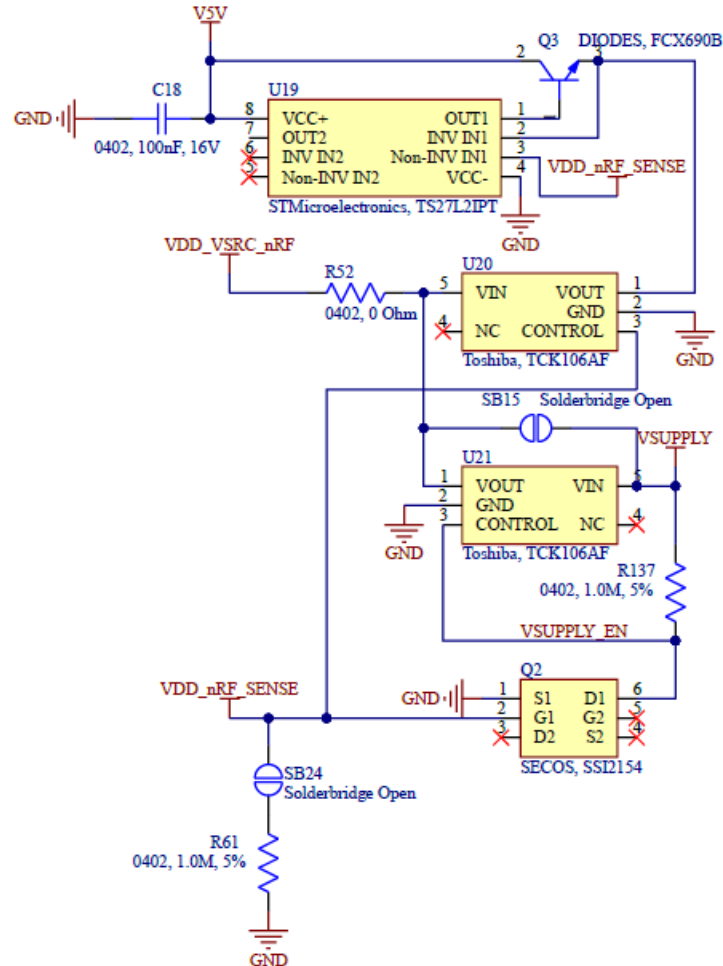 V5V
Q3 DIODES, FCX690B
2 3
C18 U19
GND 8 VCC+ OUT1 1
7 OUT2 INV IN1 2
0402, 100nF, 16V 6 INV IN2 Non-INV IN1 3 VDD_nRF_SENSE
5 Non-INV IN2 VCC- 4
STMicroelectronics, TS27L2IPT
GND
VDD_VSRC_nRF U20
R52 5 VIN VOUT 1
0402, 0 Ohm GND 2
4 NC CONTROL 3
Toshiba, TCK106AF GND
SB15 Solderbridge Open
VSUPPLY
U21
1 VOUT VIN 5
2 GND
3 CONTROL NC 4
GND Toshiba, TCK106AF
R137
0402, 1.0M, 5%
VSUPPLY_EN
Q2
VDD_nRF_SENSE GND 1 S1 D1 6
2 G1 G2 5
3 D2 S2 4
SECOS, SSI2154
SB24
Solderbridge Open
R61
0402, 1.0M, 5%
GND